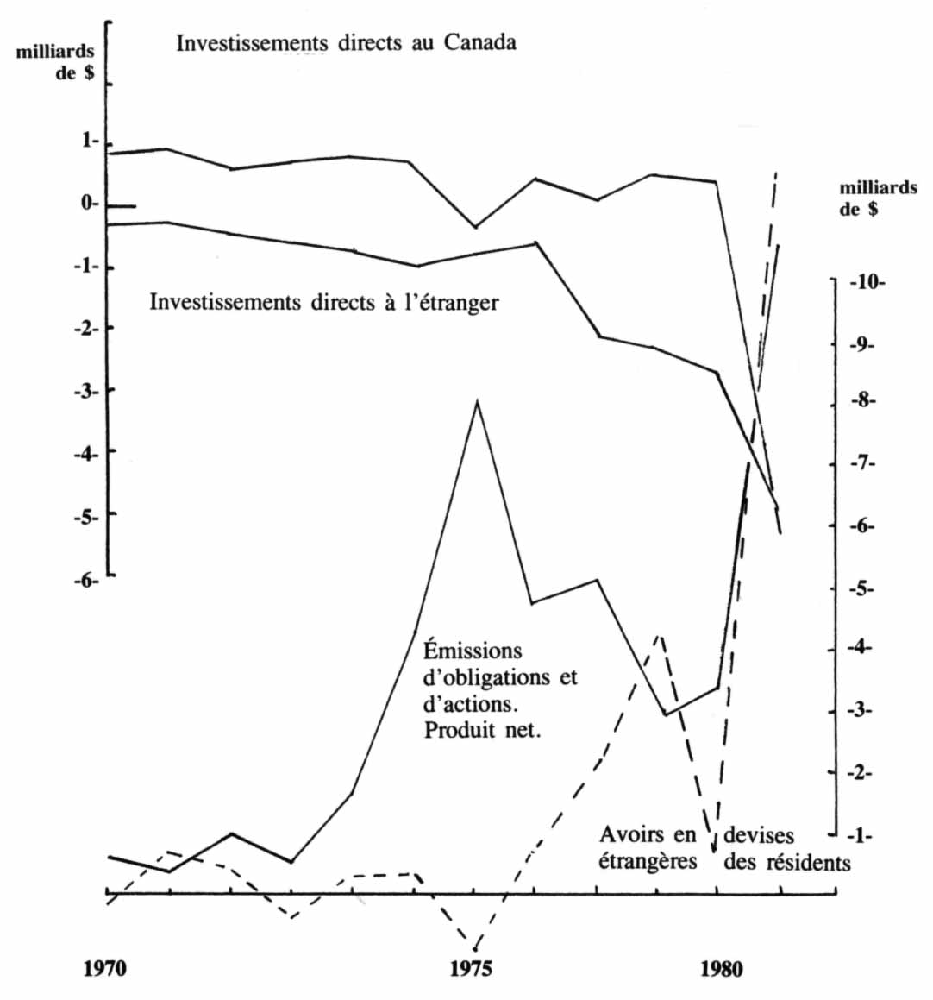 Investissements directs au Canada
milliards
de $
1-
0-
-1-
-2-
-3-
-4-
-5-
-6-
Investissements directs à l'étranger
milliards
de $
-10-
-9-
-8-
-7-
-6-
-5-
-4-
-3-
-2-
-1-
Émissions
d'obligations et
d'actions.
Produit net.
Avoirs en devises
étrangères des résidents
1970 1975 1980